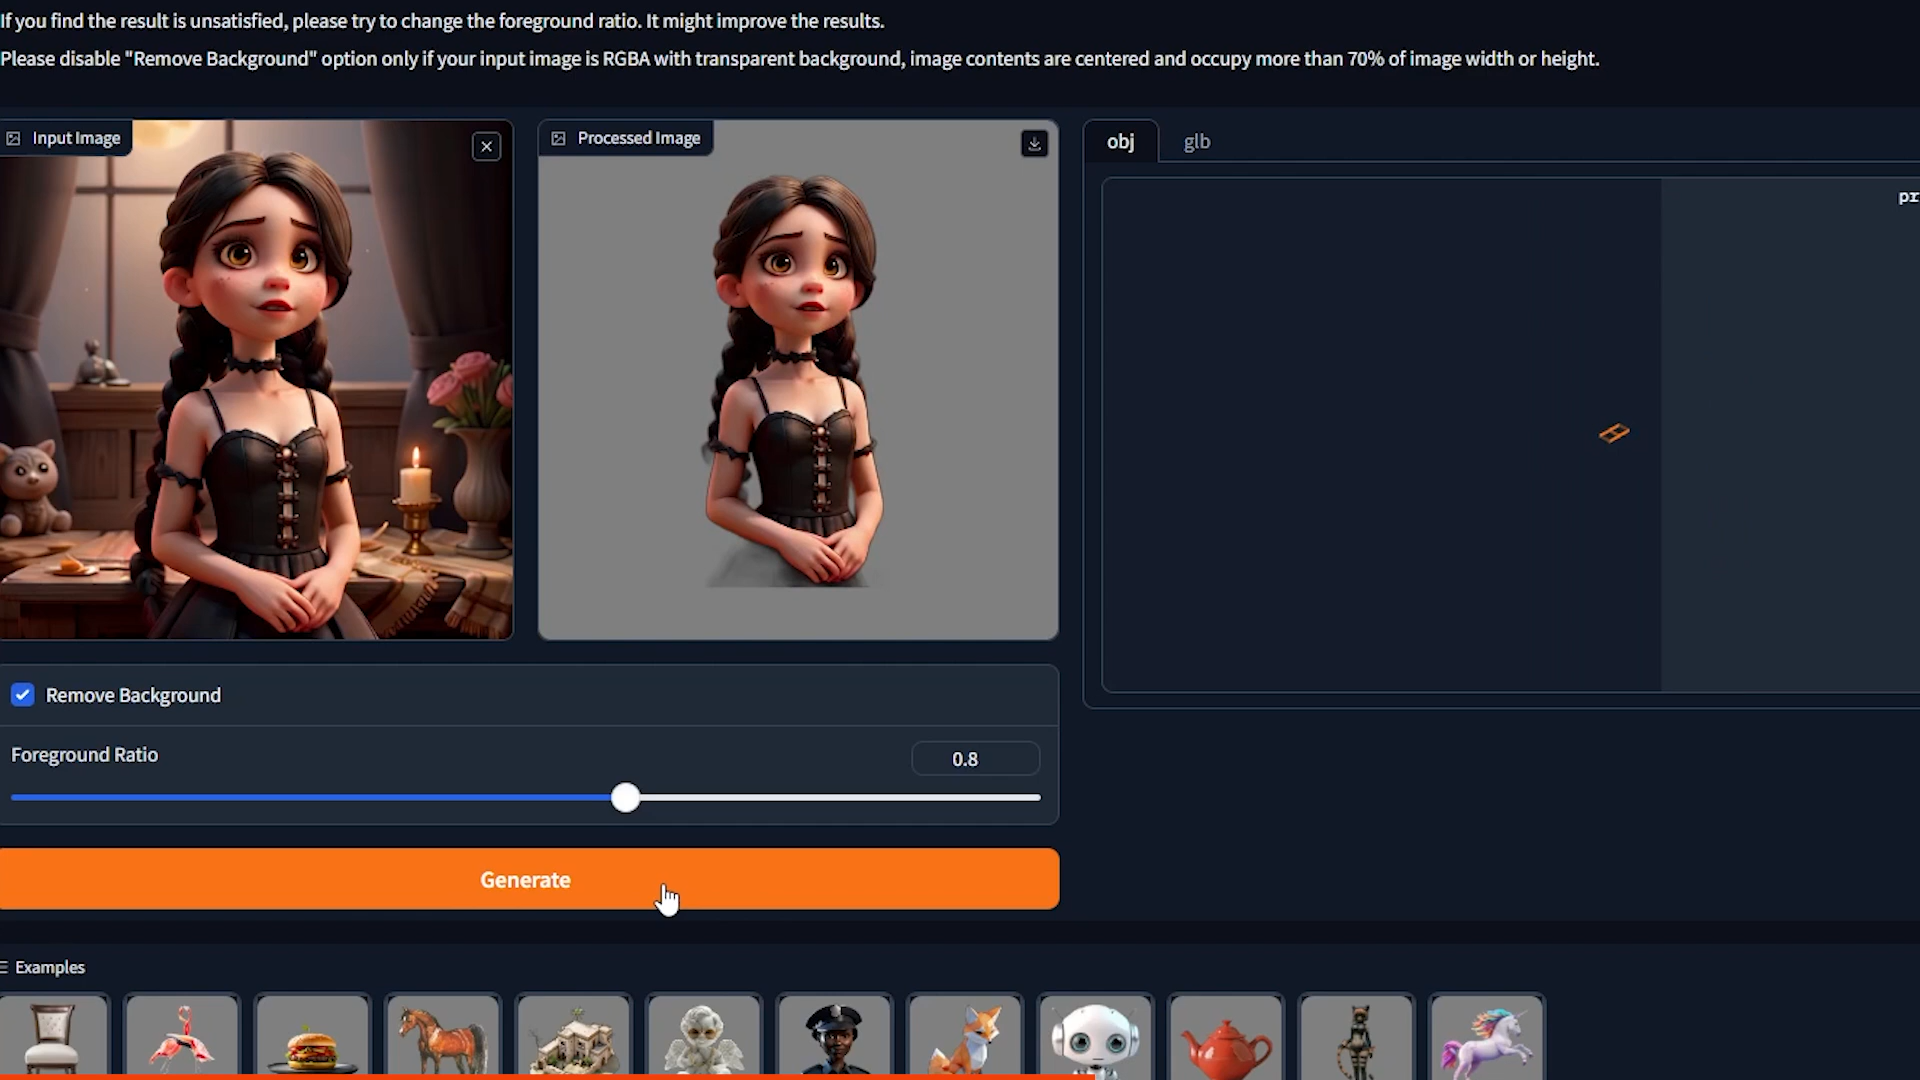 If you find the result is unsatisfied, please try to change the foreground ratio. It might improve the results.
Please disable "Remove Background" option only if your input image is RGBA with transparent background, image contents are centered and occupy more than 70% of image width or height.
Input Image
Processed Image
obj
glb
Remove Background
Foreground Ratio
0.8
Generate
Examples